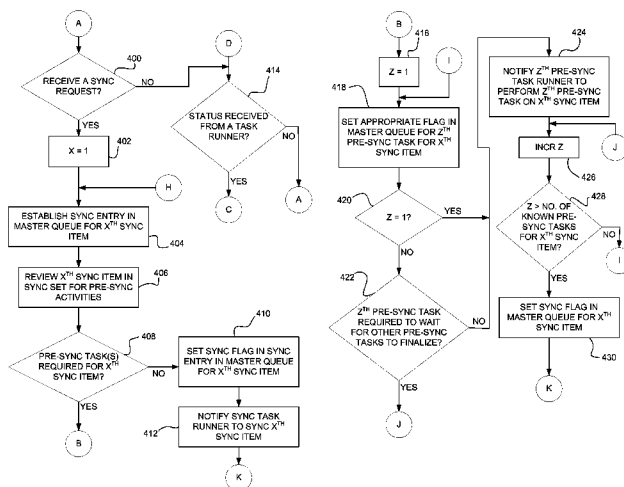 A
400
RECEIVE A SYNC
REQUEST?
NO
YES
402
X = 1
H
ESTABLISH SYNC ENTRY IN
MASTER QUEUE FOR XTH SYNC
ITEM
404
406
REVIEW XTH SYNC ITEM IN
SYNC SET FOR PRE-SYNC
ACTIVITIES
408
PRE-SYNC TASK(S)
REQUIRED FOR XTH
SYNC ITEM?
NO
YES
B
D
414
STATUS RECEIVED
FROM A TASK
RUNNER?
NO
YES
C
A
410
SET SYNC FLAG IN SYNC
ENTRY IN MASTER QUEUE
FOR XTH SYNC ITEM
412
NOTIFY SYNC TASK
RUNNER TO SYNC XTH
SYNC ITEM
K
B
416
Z = 1
I
418
SET APPROPRIATE FLAG IN
MASTER QUEUE FOR ZTH
PRE-SYNC TASK FOR XTH
SYNC ITEM
420
Z = 1?
YES
NO
422
ZTH PRE-SYNC TASK
REQUIRED TO WAIT
FOR OTHER PRE-SYNC
TASKS TO FINALIZE?
NO
YES
J
424
NOTIFY ZTH PRE-SYNC
TASK RUNNER TO
PERFORM ZTH PRE-SYNC
TASK ON XTH SYNC ITEM
J
INCR Z
426
428
Z > NO. OF
KNOWN PRE-
SYNC TASKS
FOR XTH SYNC
ITEM?
NO
I
YES
SET SYNC FLAG IN
MASTER QUEUE FOR XTH
SYNC ITEM
430
K